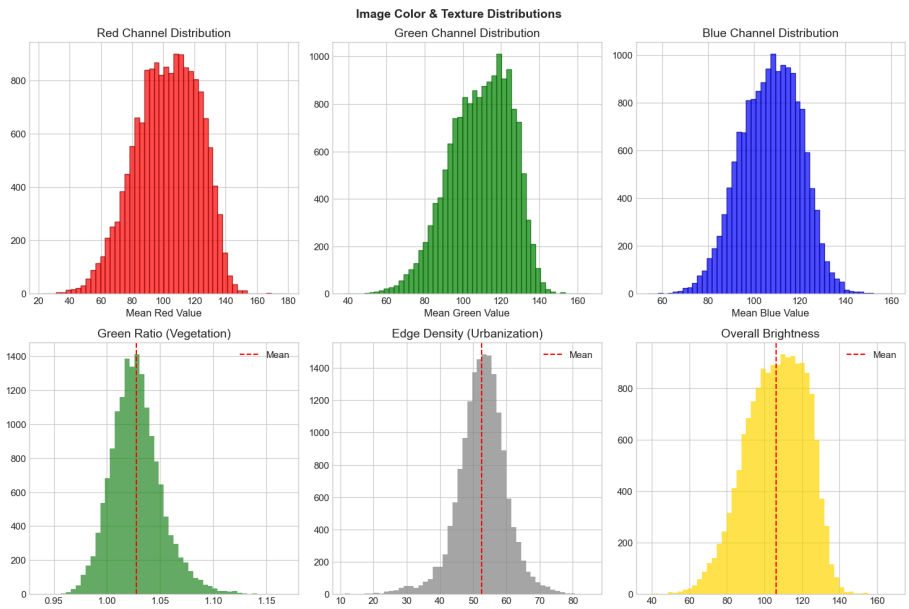 Image Color & Texture Distributions
Red Channel Distribution
800
600
400
200
0
20 40 60 80 100 120 140 160 180
Mean Red Value
Green Channel Distribution
1000
800
600
400
200
0
40 60 80 100 120 140 160
Mean Green Value
Blue Channel Distribution
1000
800
600
400
200
0
60 80 100 120 140 160
Mean Blue Value
Green Ratio (Vegetation)
Mean
1400
1200
1000
800
600
400
200
0
0.95 1.00 1.05 1.10 1.15
Edge Density (Urbanization)
Mean
1400
1200
1000
800
600
400
200
0
10 20 30 40 50 60 70 80
Overall Brightness
Mean
800
600
400
200
0
40 60 80 100 120 140 160